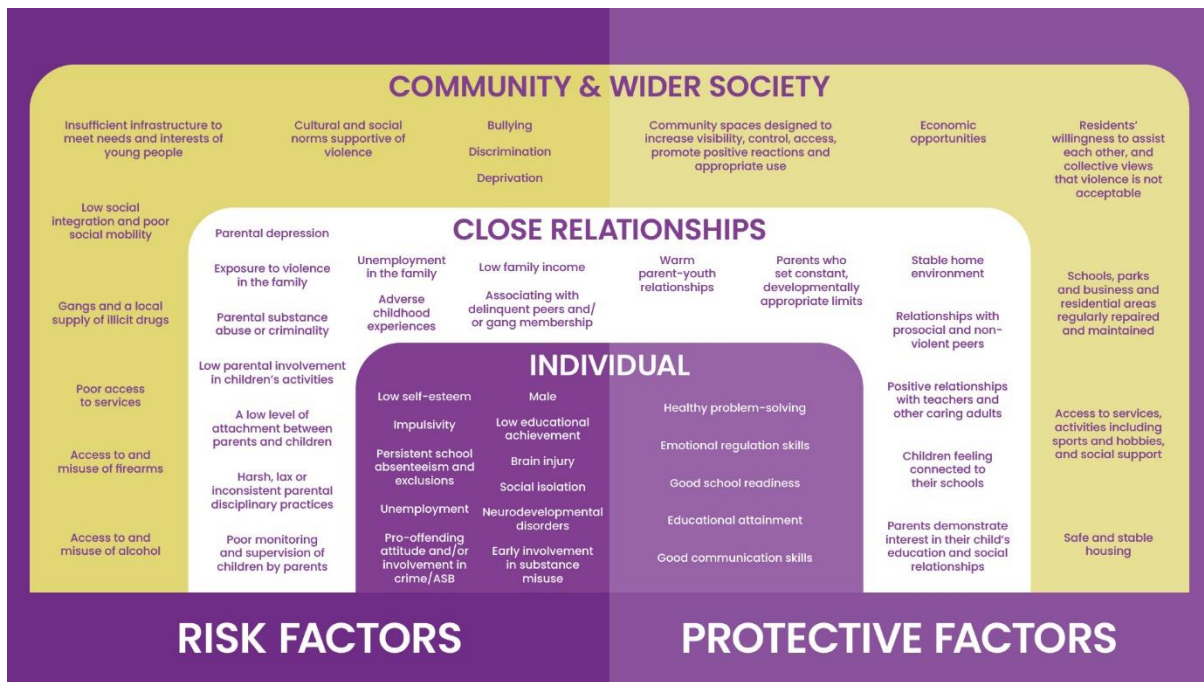 COMMUNITY & WIDER SOCIETY
Insufficient infrastructure to
meet needs and interests of
young people
Cultural and social
norms supportive of
violence
Bullying
Discrimination
Deprivation
Low social
integration and poor
social mobility
Gangs and a local
supply of illicit drugs
Poor access
to services
Access to and
misuse of firearms
Access to and
misuse of alcohol
Community spaces designed to
increase visibility, control, access,
promote positive reactions and
appropriate use
Economic
opportunities
Residents'
willingness to assist
each other, and
collective views
that violence is not
acceptable
Schools, parks
and business and
residential areas
regularly repaired
and maintained
Access to services,
activities including
sports and hobbies,
and social support
Safe and stable
housing
CLOSE RELATIONSHIPS
Parental depression
Exposure to violence
in the family
Parental substance
abuse or criminality
Low parental involvement
in children's activities
A low level of
attachment between
parents and children
Harsh, lax or
inconsistent parental
disciplinary practices
Poor monitoring
and supervision of
children by parents
Unemployment
in the family
Adverse
childhood
experiences
Low family income
Associating with
delinquent peers and/
or gang membership
Warm
parent-youth
relationships
Parents who
set constant,
developmentally
appropriate limits
Stable home
environment
Relationships with
prosocial and non-
violent peers
Positive relationships
with teachers and
other caring adults
Children feeling
connected to
their schools
Parents demonstrate
interest in their child's
education and social
relationships
INDIVIDUAL
Low self-esteem
Impulsivity
Persistent school
absenteeism and
exclusions
Unemployment
Pro-offending
attitude and/or
involvement in
crime/ASB
Male
Low educational
achievement
Brain injury
Social isolation
Neurodevelopmental
disorders
Early involvement
in substance
misuse
Healthy problem-solving
Emotional regulation skills
Good school readiness
Educational attainment
Good communication skills
RISK FACTORS
PROTECTIVE FACTORS